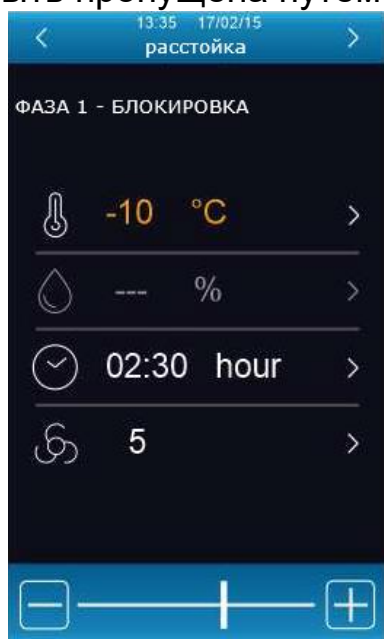 13:35 17/02/15
расстойка
ФАЗА 1 - БЛОКИРОВКА
-10 °C
--- %
02:30 hour
5